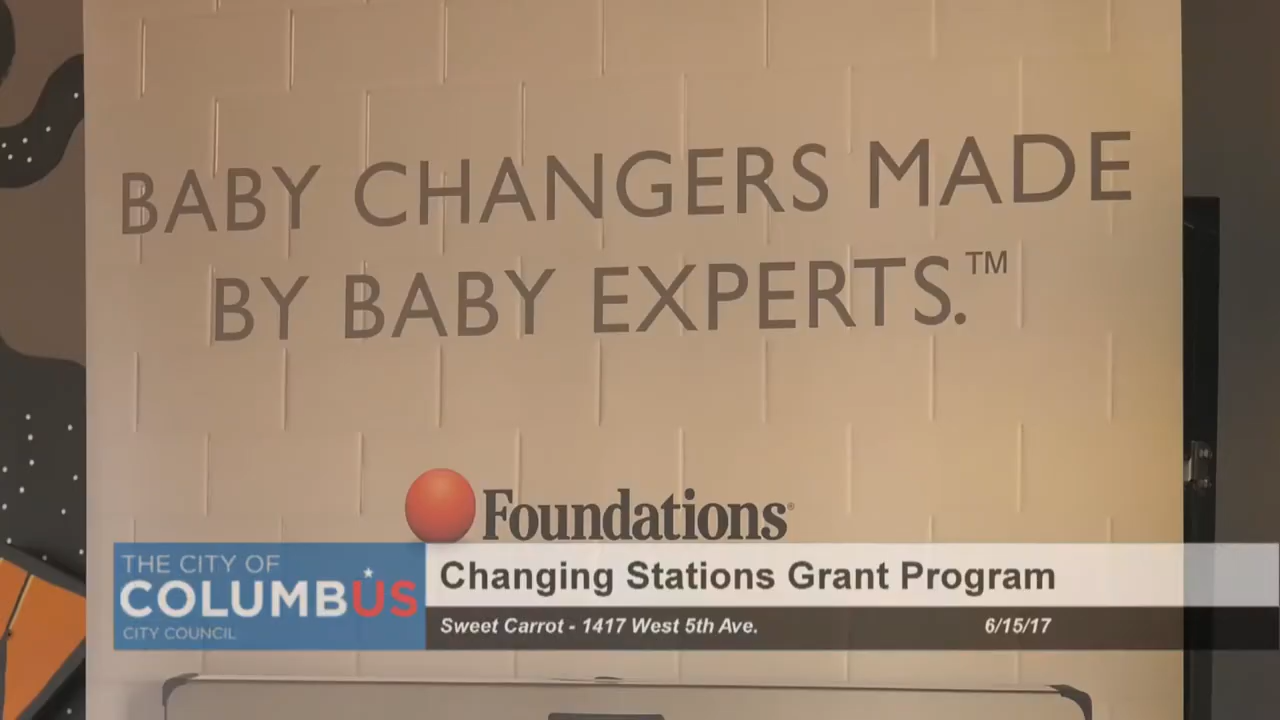 BABY CHANGERS MADE
BY BABY EXPERTS.™
Foundations®
THE CITY OF
COLUMBUS
CITY COUNCIL
Changing Stations Grant Program
Sweet Carrot - 1417 West 5th Ave.
6/15/17